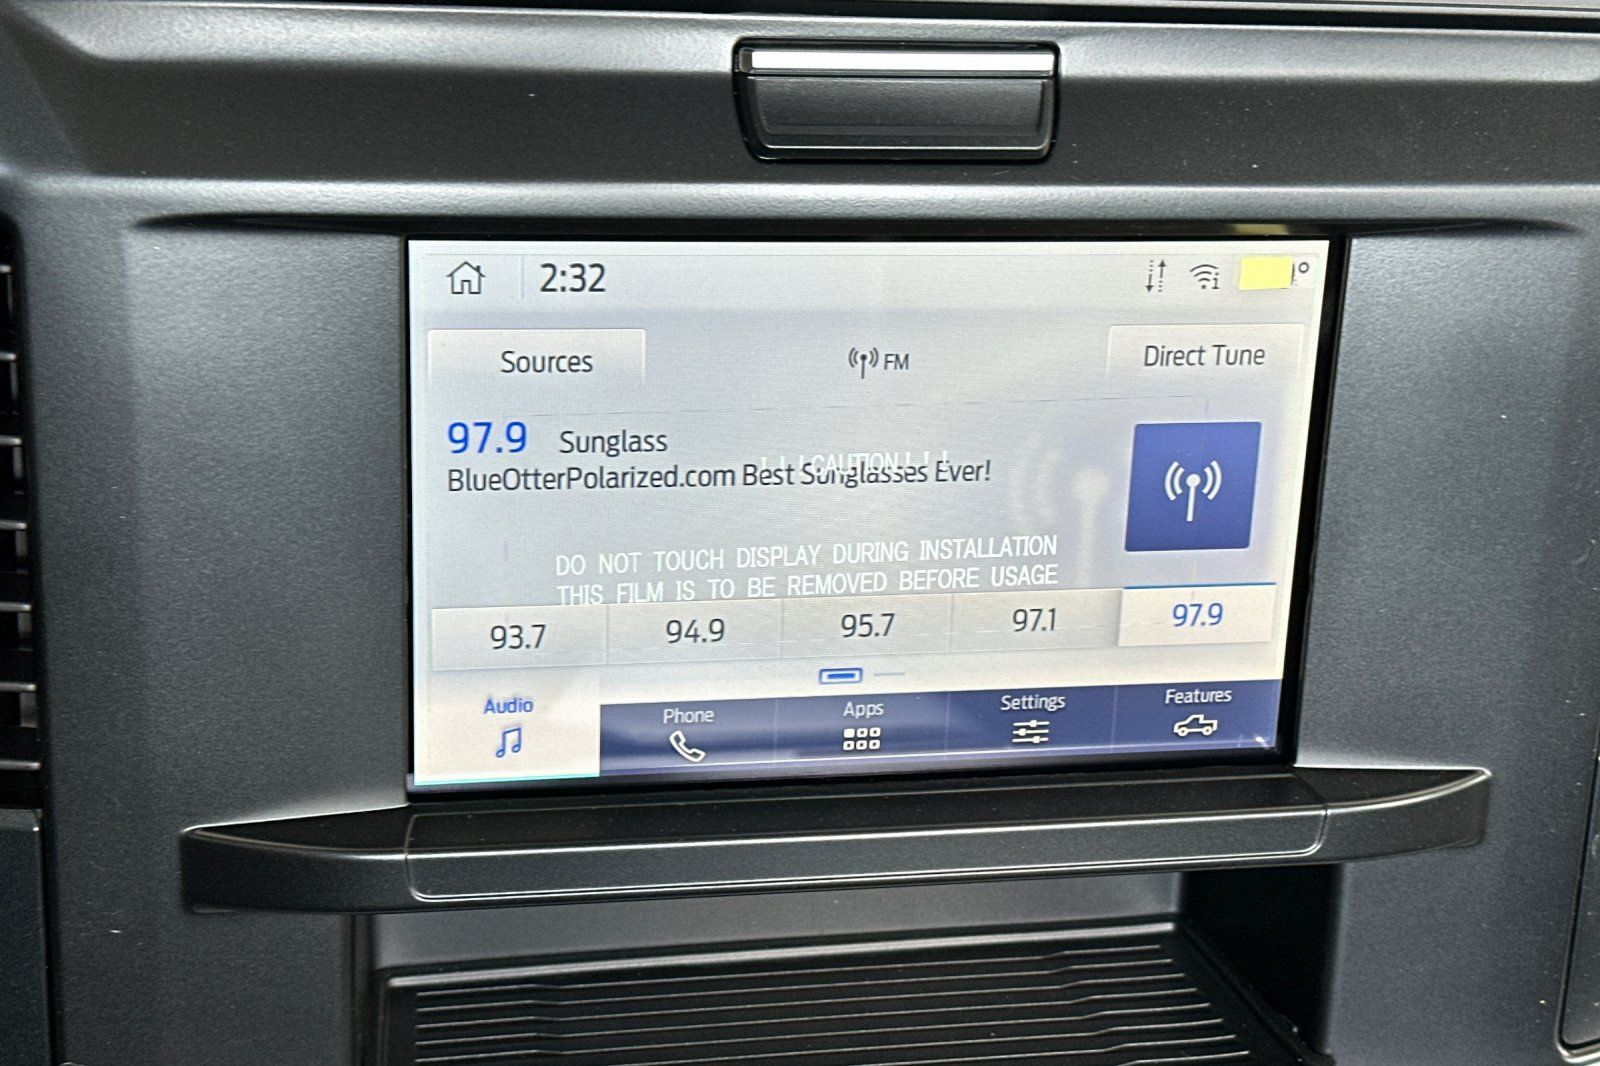 2:32
Sources
FM
Direct Tune
97.9 Sunglass
BlueOtterPolarized.com Best Sunglasses Ever!
! ! ! CAUTION ! ! !
DO NOT TOUCH DISPLAY DURING INSTALLATION
THIS FILM IS TO BE REMOVED BEFORE USAGE
93.7 94.9 95.7 97.1 97.9
Audio Phone Apps Settings Features